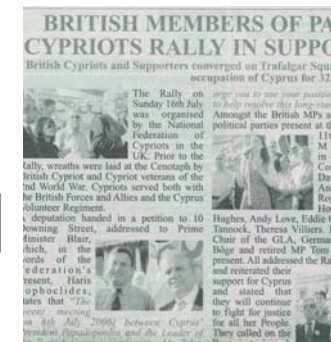 BRITISH MEMBERS OF PA
CYPRIOTS RALLY IN SUPPO
British Cypriots and Supporters converged on Trafalgar Squa
occupation of Cyprus for 32
The Rally on
Sunday 16th July
was organised
by the National
Federation of
Cypriots in the
UK. Prior to the
Rally, wreaths were laid at the Cenotaph by
British Cypriot and Cypriot veterans of the
2nd World War. Cypriots served both with
the British Forces and Allies and the Cyprus
Volunteer Regiment.
A deputation handed in a petition to 10
Downing Street, addressed to Prime
Minister Blair,
which, in the
words of the
Federation's
President, Haris
Sophoclides,
states that "The
recent meeting
on 8th July 2006) between Cyprus'
President Papadopoulos and the Leader of
urge you to use your position
to help resolve this long-stan
Amongst the British MPs a
political parties present at th
Hughes, Andy Love, Eddie
Tannock, Theresa Villiers.
Chair of the GLA, German
Böge and retired MP Tom
present. All addressed the Ra
and reiterated their
support for Cyprus
and stated that
they will continue
to fight for justice
for all her People.
They called on the